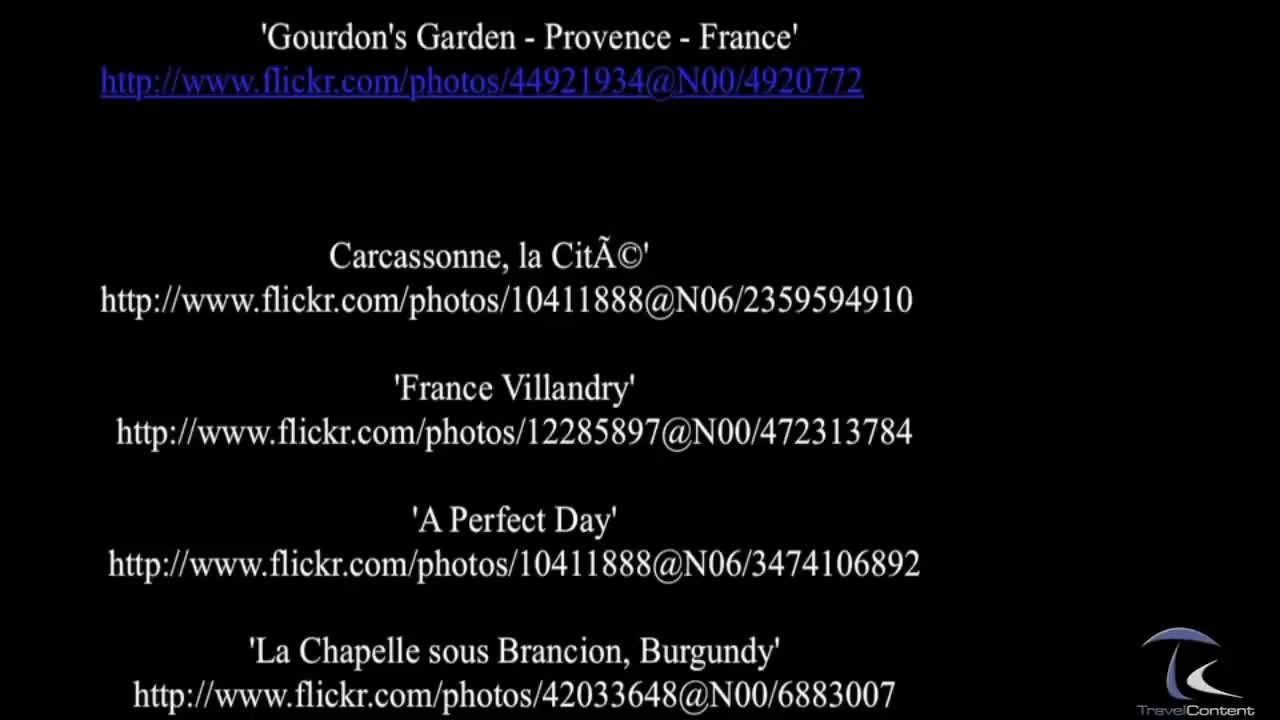 'Gourdon's Garden - Provence - France'
http://www.flickr.com/photos/44921934@N00/4920772
Carcassonne, la CitÃ©'
http://www.flickr.com/photos/10411888@N06/2359594910
'France Villandry'
http://www.flickr.com/photos/12285897@N00/472313784
'A Perfect Day'
http://www.flickr.com/photos/10411888@N06/3474106892
'La Chapelle sous Brancion, Burgundy'
http://www.flickr.com/photos/42033648@N00/6883007
TravelContent